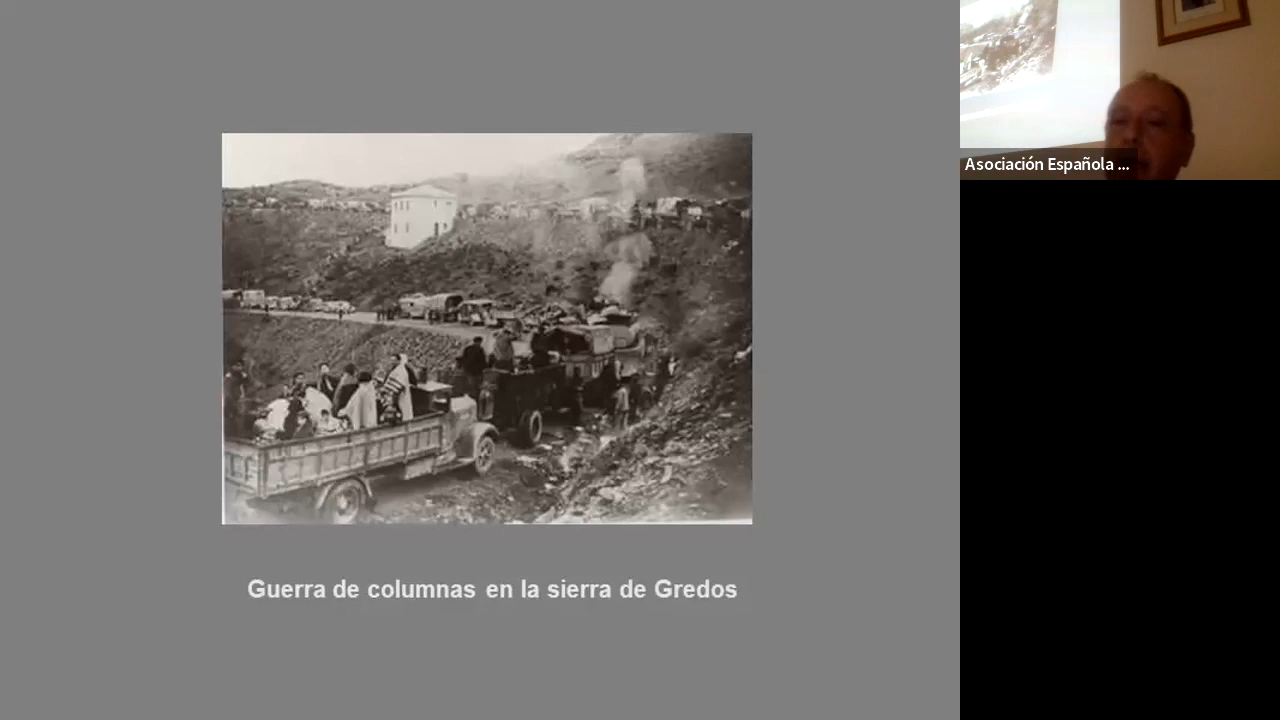 Asociación Española ...
Guerra de columnas en la sierra de Gredos